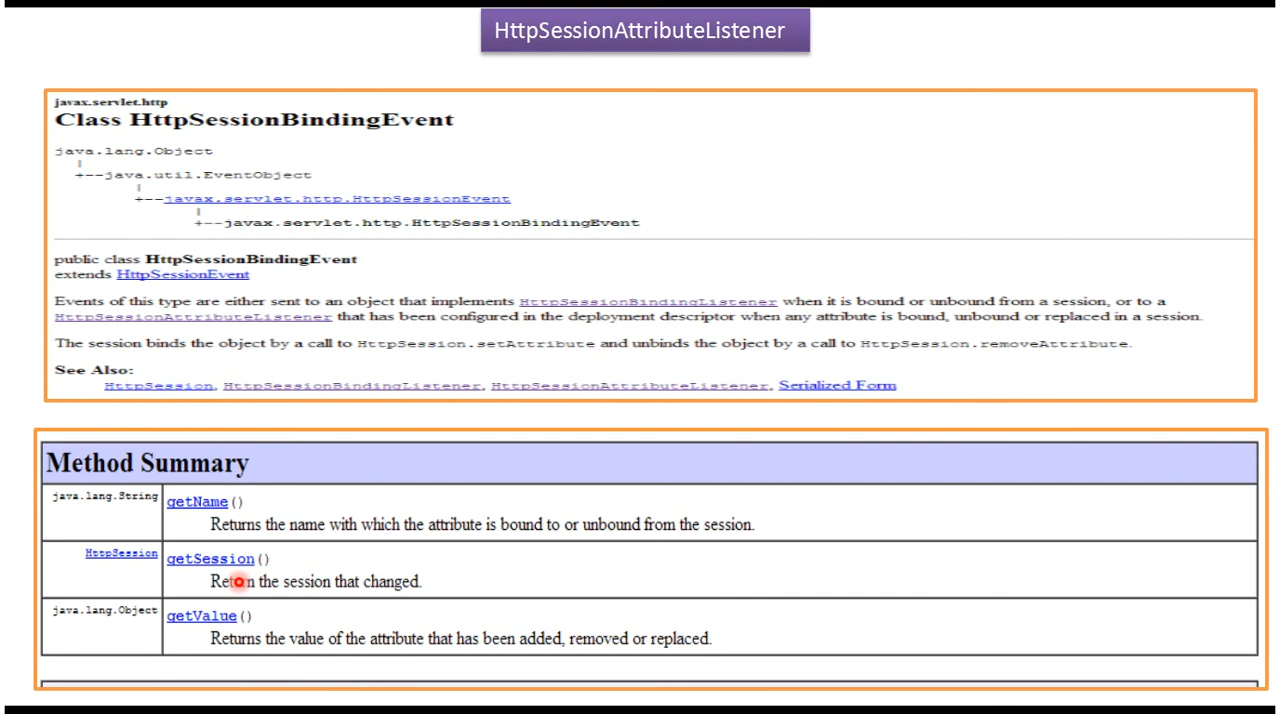 HttpSessionAttributeListener
javax.servlet.http
Class HttpSessionBindingEvent
java.lang.Object
|
+--java.util.EventObject
|
+--javax.servlet.http.HttpSessionEvent
|
+--javax.servlet.http.HttpSessionBindingEvent
public class HttpSessionBindingEvent
extends HttpSessionEvent
Events of this type are either sent to an object that implements HttpSessionBindingListener when it is bound or unbound from a session, or to a
HttpSessionAttributeListener that has been configured in the deployment descriptor when any attribute is bound, unbound or replaced in a session.
The session binds the object by a call to HttpSession.setAttribute and unbinds the object by a call to HttpSession.removeAttribute.
See Also:
HttpSession, HttpSessionBindingListener, HttpSessionAttributeListener, Serialized Form
Method Summary
java.lang.String getName()
Returns the name with which the attribute is bound to or unbound from the session.
HttpSession getSession()
Return the session that changed.
java.lang.Object getValue()
Returns the value of the attribute that has been added, removed or replaced.